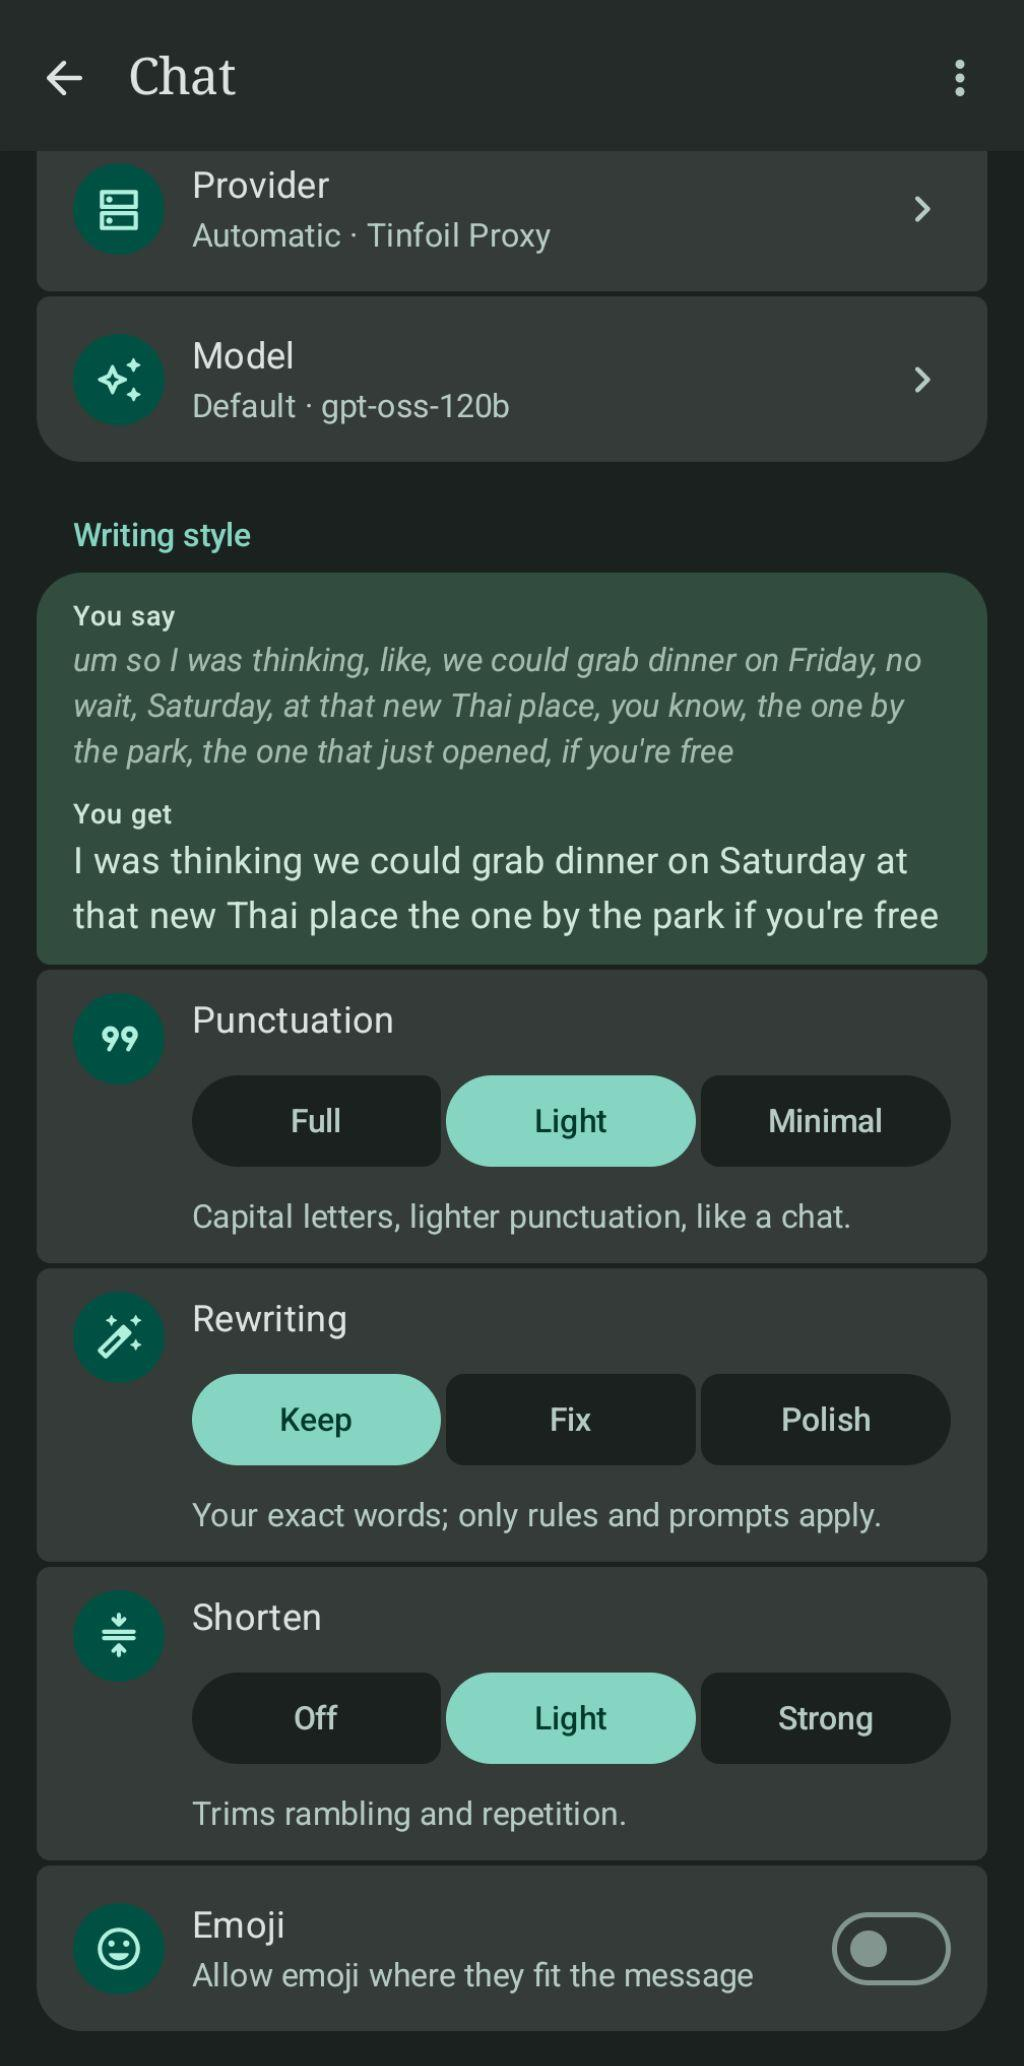 Chat
Provider
Automatic · Tinfoil Proxy
Model
Default · gpt-oss-120b
Writing style
You say
um so I was thinking, like, we could grab dinner on Friday, no
wait, Saturday, at that new Thai place, you know, the one by
the park, the one that just opened, if you're free
You get
I was thinking we could grab dinner on Saturday at
that new Thai place the one by the park if you're free
Punctuation
Full
Light
Minimal
Capital letters, lighter punctuation, like a chat.
Rewriting
Keep
Fix
Polish
Your exact words; only rules and prompts apply.
Shorten
Off
Light
Strong
Trims rambling and repetition.
Emoji
Allow emoji where they fit the message